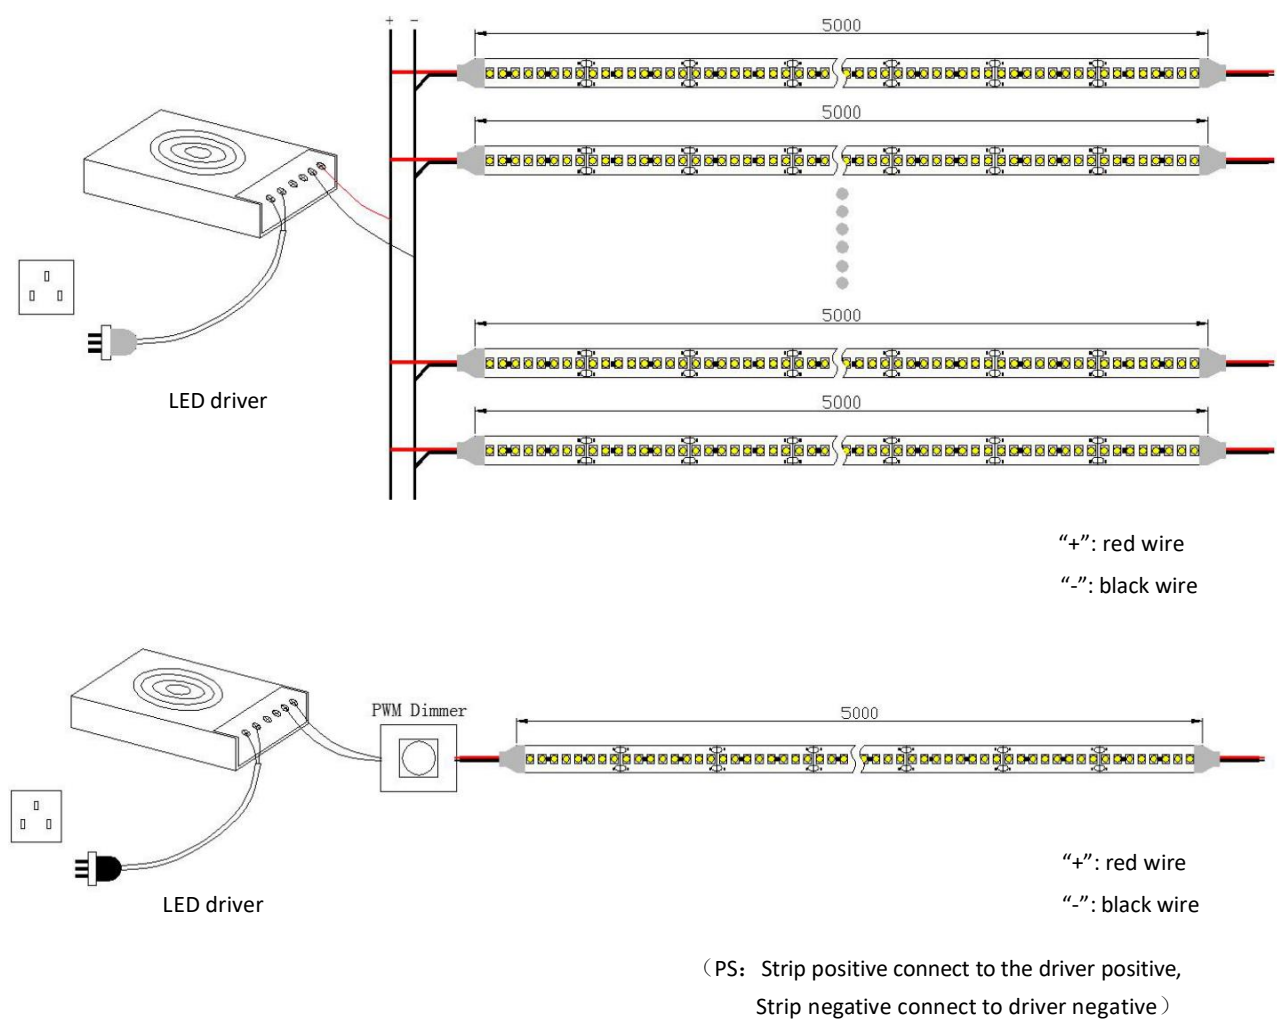 + -
5000
5000
5000
LED driver
5000
“+”: red wire
“-”: black wire
PWM Dimmer
5000
“+”: red wire
LED driver
“-”: black wire
（PS：Strip positive connect to the driver positive,
Strip negative connect to driver negative）